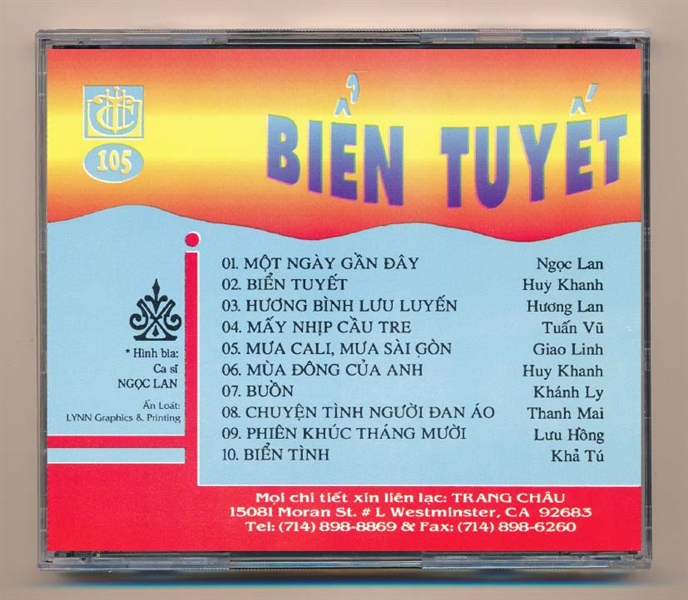 105
BIỂN TUYẾT
01. MỘT NGÀY GẦN ĐÂY Ngọc Lan
02. BIỂN TUYẾT Huy Khanh
03. HƯƠNG BÌNH LƯU LUYẾN Hương Lan
04. MẤY NHỊP CẦU TRE Tuấn Vũ
05. MƯA CALI, MƯA SÀI GÒN Giao Linh
06. MÙA ĐÔNG CỦA ANH Huy Khanh
07. BUỒN Khánh Ly
08. CHUYỆN TÌNH NGƯỜI ĐAN ÁO Thanh Mai
09. PHIÊN KHÚC THÁNG MƯỜI Lưu Hồng
10. BIỂN TÌNH Khả Tú
* Hình bìa:
Ca sĩ
NGỌC LAN
Ấn Loát:
LYNN Graphics & Printing
Mọi chi tiết xin liên lạc: TRANG CHÂU
15081 Moran St. # L Westminster, CA 92683
Tel: (714) 898-8869 & Fax: (714) 898-6260